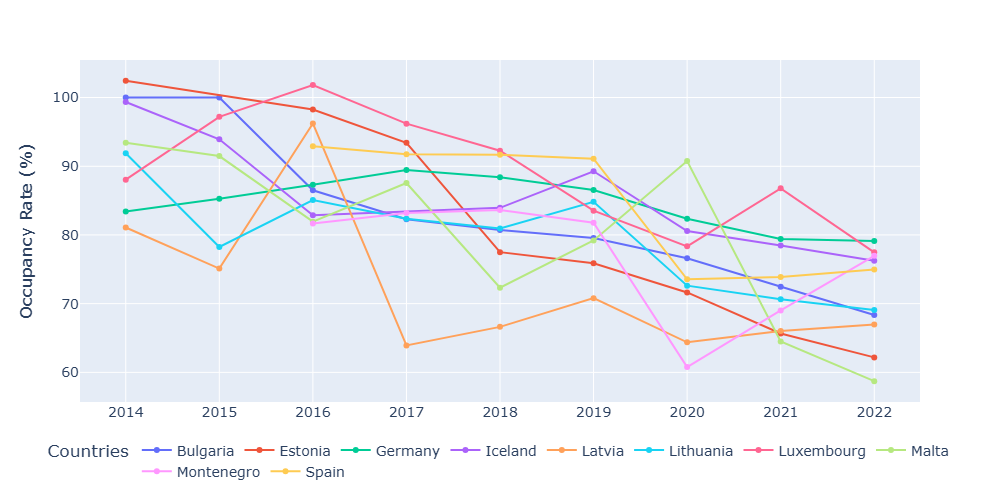 Occupancy Rate (%)
100
90
80
70
60
2014 2015 2016 2017 2018 2019 2020 2021 2022
Countries Bulgaria Estonia Germany Iceland Latvia Lithuania Luxembourg Malta
Montenegro Spain